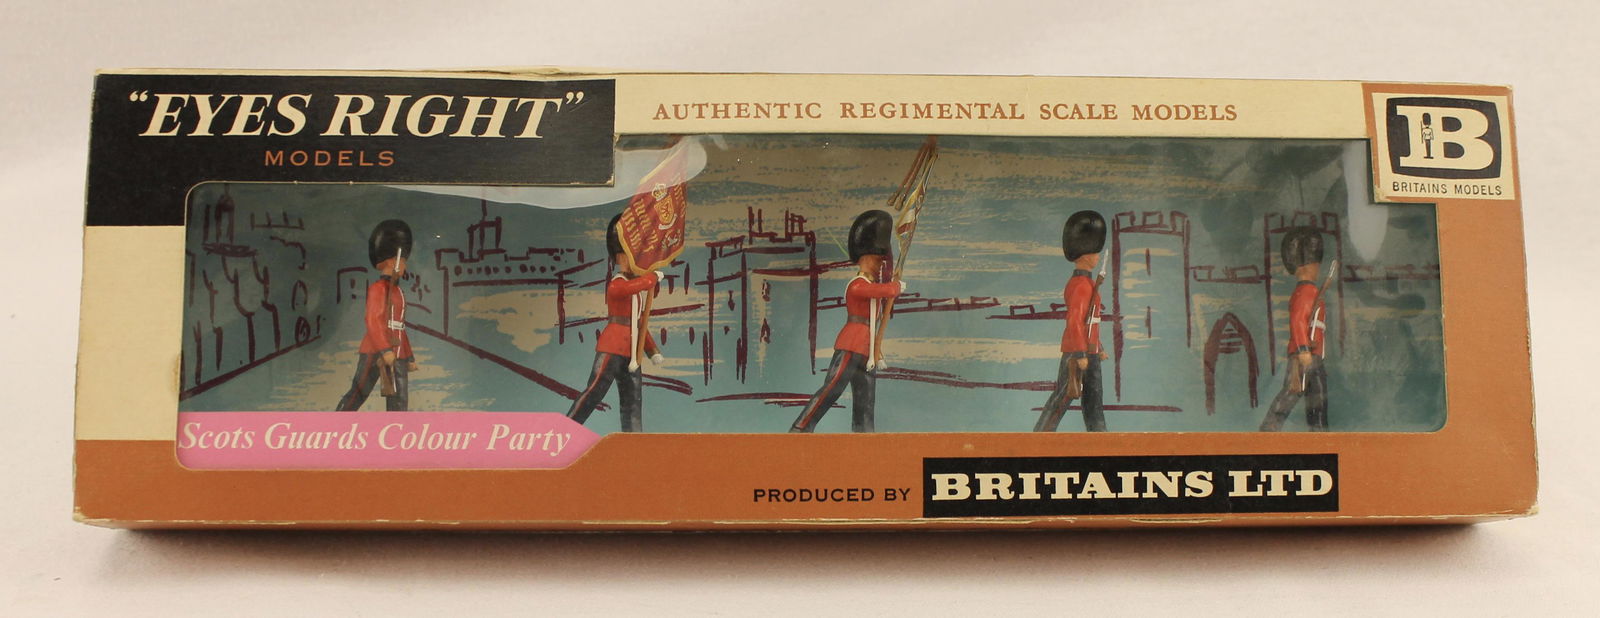 "EYES RIGHT"
MODELS
AUTHENTIC REGIMENTAL SCALE MODELS
B
BRITAINS MODELS
Scots Guards Colour Party
PRODUCED BY BRITAINS LTD